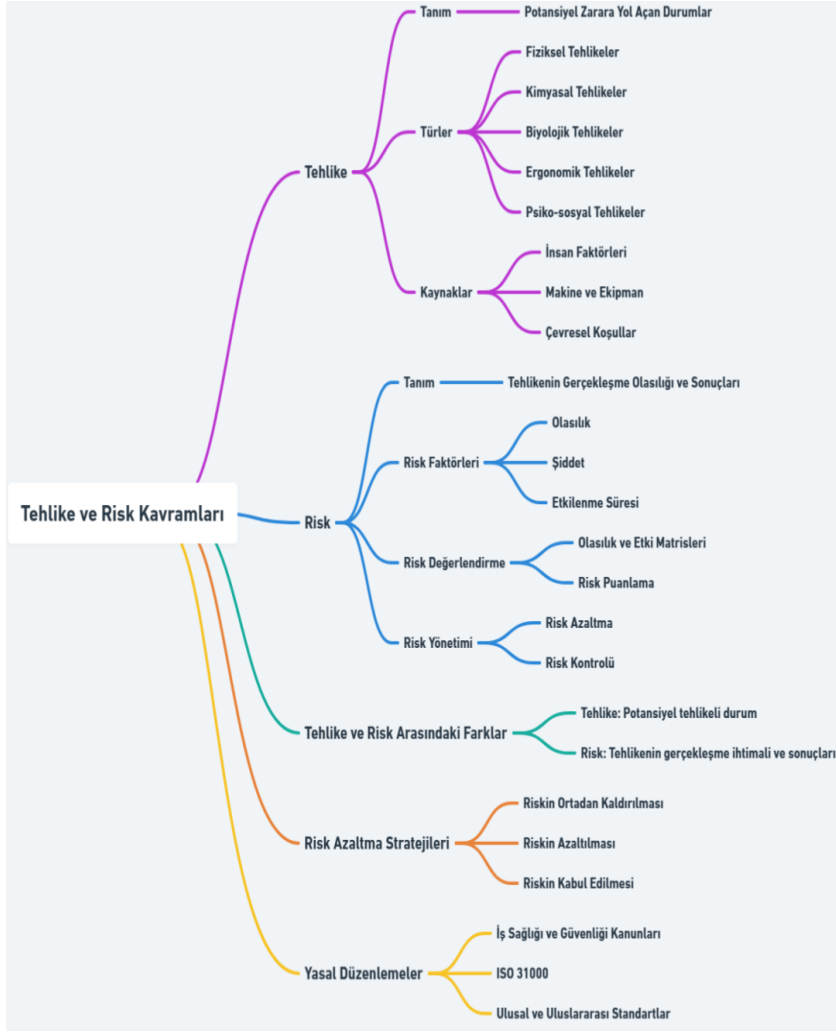 Tehlike ve Risk Kavramları
Tehlike
Tanım
Potansiyel Zarara Yol Açan Durumlar
Türler
Fiziksel Tehlikeler
Kimyasal Tehlikeler
Biyolojik Tehlikeler
Ergonomik Tehlikeler
Psiko-sosyal Tehlikeler
Kaynaklar
İnsan Faktörleri
Makine ve Ekipman
Çevresel Koşullar
Risk
Tanım
Tehlikenin Gerçekleşme Olasılığı ve Sonuçları
Risk Faktörleri
Olasılık
Şiddet
Etkilenme Süresi
Risk Değerlendirme
Olasılık ve Etki Matrisleri
Risk Puanlama
Risk Yönetimi
Risk Azaltma
Risk Kontrolü
Tehlike ve Risk Arasındaki Farklar
Tehlike: Potansiyel tehlikeli durum
Risk: Tehlikenin gerçekleşme ihtimali ve sonuçları
Risk Azaltma Stratejileri
Riskin Ortadan Kaldırılması
Riskin Azaltılması
Riskin Kabul Edilmesi
Yasal Düzenlemeler
İş Sağlığı ve Güvenliği Kanunları
ISO 31000
Ulusal ve Uluslararası Standartlar